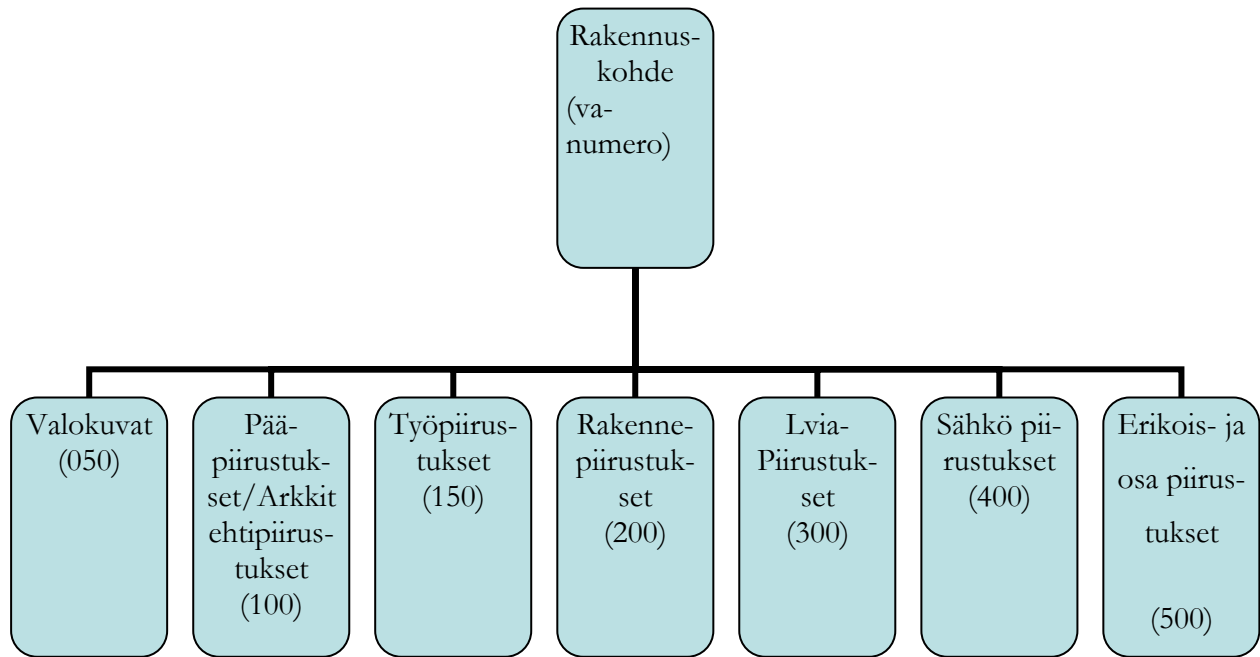 Rakennus-
kohde
(va-
numero)
Valokuvat
(050)
Pää-
piirustuk-
set/Arkkit
ehtipiirus-
tukset
(100)
Työpiirus-
tukset
(150)
Rakenne-
piirustuk-
set
(200)
Lvia-
Piirustuk-
set
(300)
Sähkö pii-
rustukset
(400)
Erikois- ja
osa piirus-
tukset
(500)